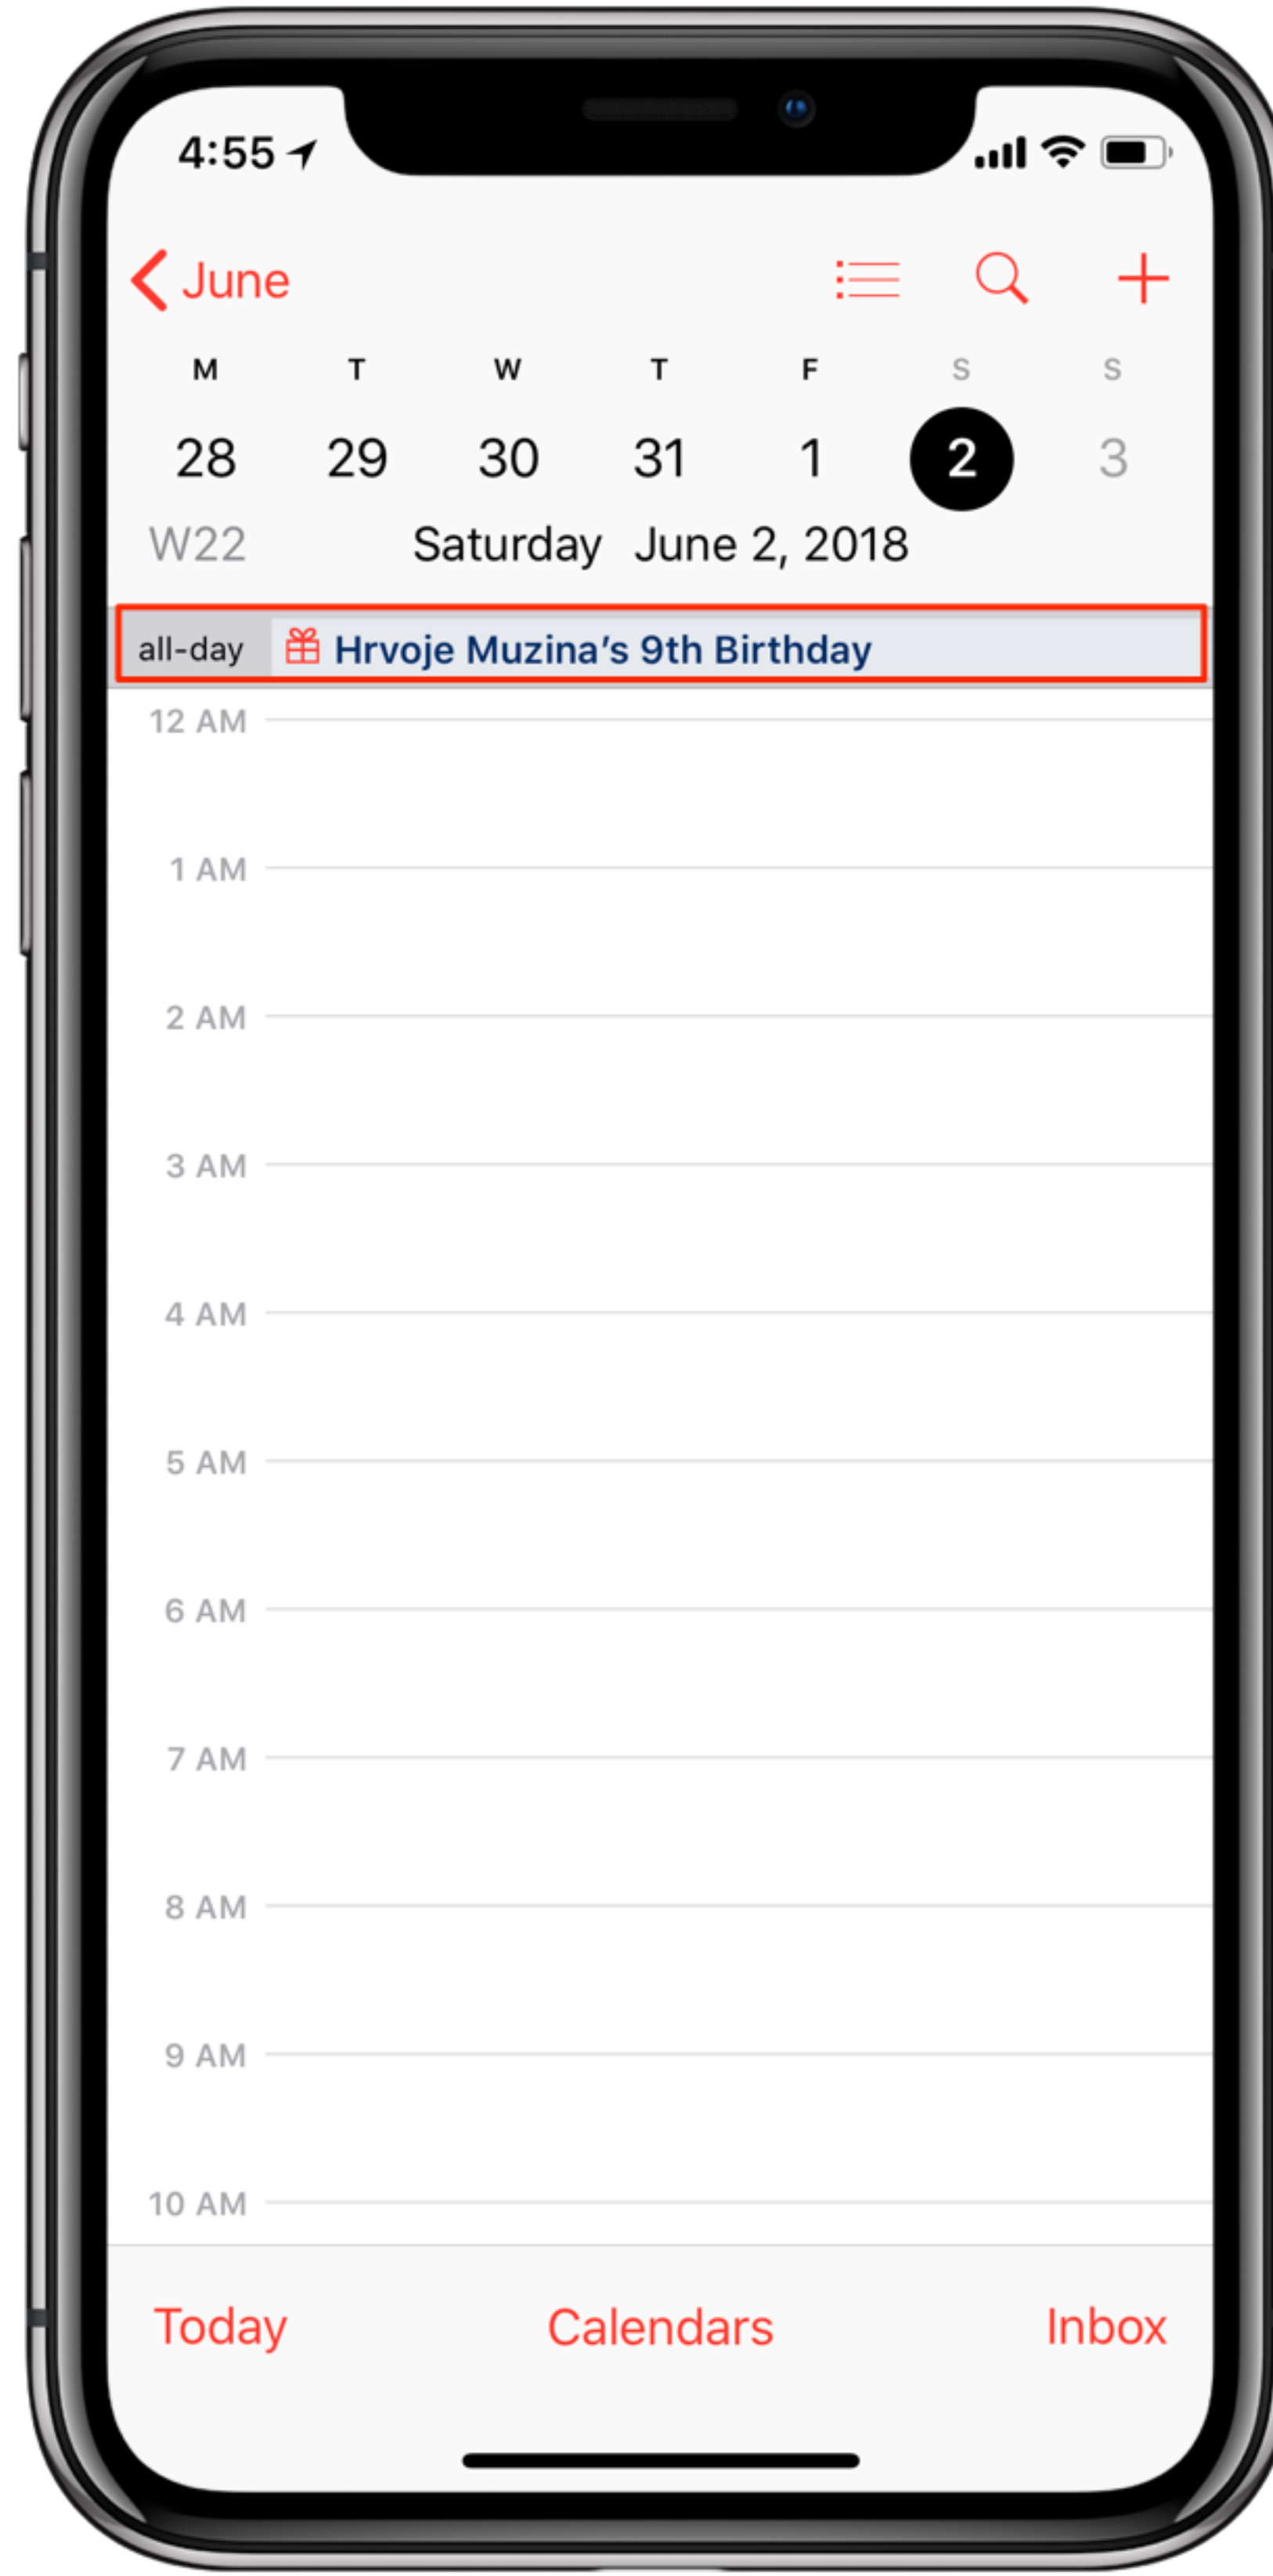 4:55
June
M T W T F S S
28 29 30 31 1 2 3
W22 Saturday June 2, 2018
all-day Hrvoje Muzina’s 9th Birthday
12 AM
1 AM
2 AM
3 AM
4 AM
5 AM
6 AM
7 AM
8 AM
9 AM
10 AM
Today Calendars Inbox